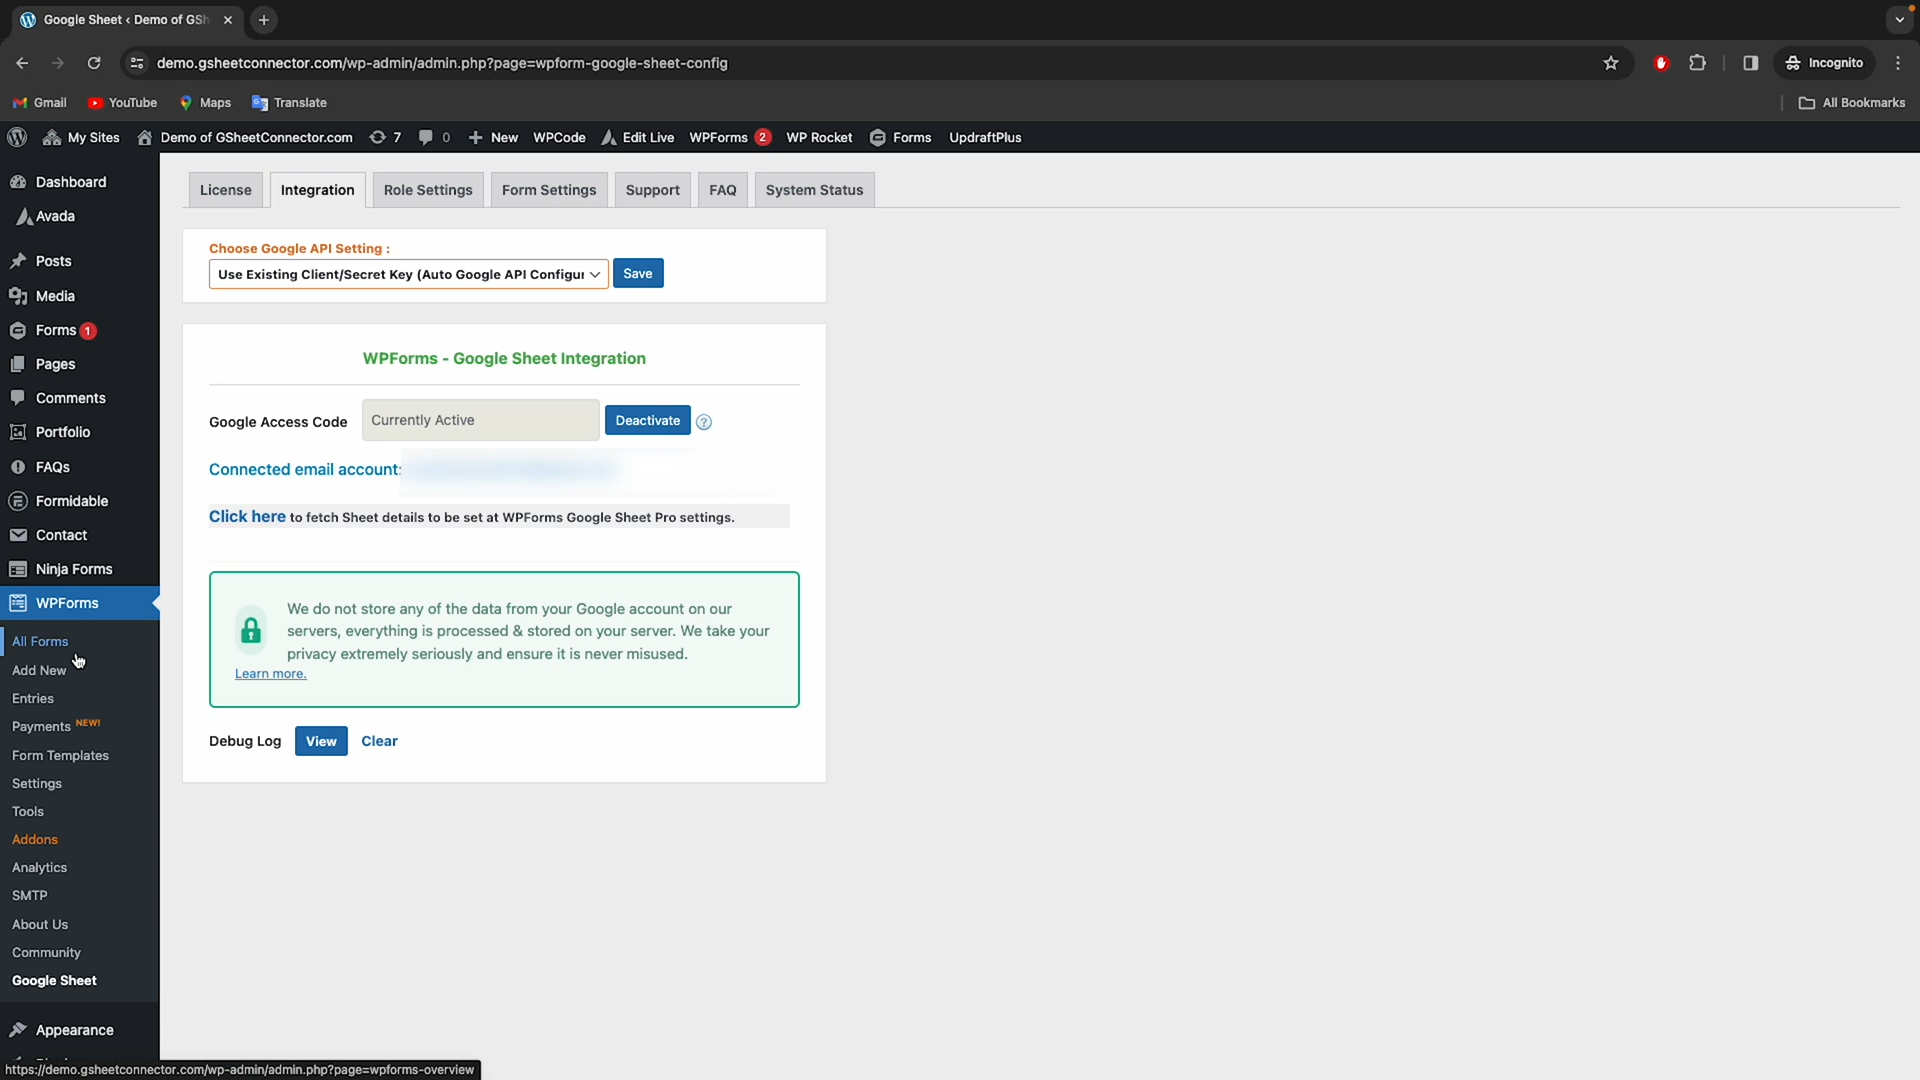 Google Sheet ‹ Demo of GSh
demo.gsheetconnector.com/wp-admin/admin.php?page=wpform-google-sheet-config
Incognito
Gmail
YouTube
Maps
Translate
All Bookmarks
My Sites
Demo of GSheetConnector.com
7
0
New
WPCode
Edit Live
WPForms 2
WP Rocket
Forms
UpdraftPlus
Dashboard
Avada
Posts
Media
Forms 1
Pages
Comments
Portfolio
FAQs
Formidable
Contact
Ninja Forms
WPForms
All Forms
Add New
Entries
Payments NEW!
Form Templates
Settings
Tools
Addons
Analytics
SMTP
About Us
Community
Google Sheet
Appearance
License
Integration
Role Settings
Form Settings
Support
FAQ
System Status
Choose Google API Setting :
Use Existing Client/Secret Key (Auto Google API Configur
Save
WPForms - Google Sheet Integration
Google Access Code
Currently Active
Deactivate
?
Connected email account:
Click here to fetch Sheet details to be set at WPForms Google Sheet Pro settings.
We do not store any of the data from your Google account on our
servers, everything is processed & stored on your server. We take your
privacy extremely seriously and ensure it is never misused.
Learn more.
Debug Log
View
Clear
https://demo.gsheetconnector.com/wp-admin/admin.php?page=wpforms-overview